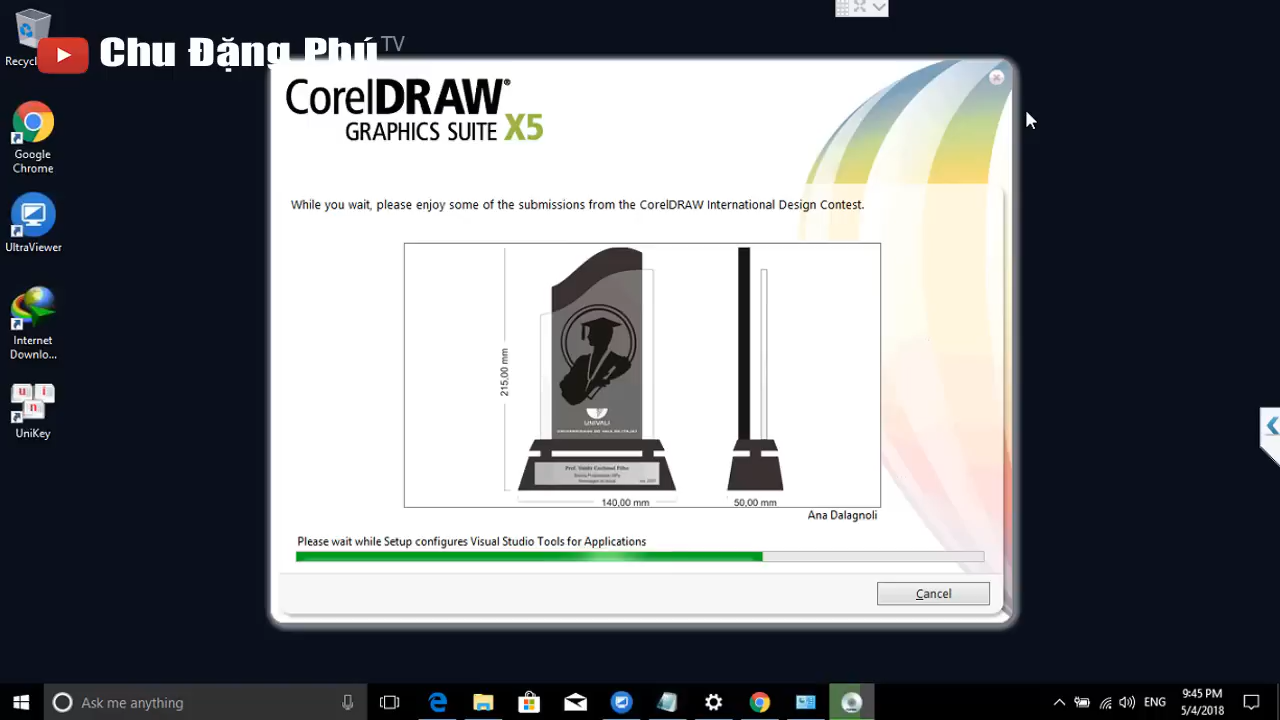 Chu Đặng Phú TV
CorelDRAW®
GRAPHICS SUITE X5
Google
Chrome
While you wait, please enjoy some of the submissions from the CorelDRAW International Design Contest.
UltraViewer
Internet
Downlo...
UniKey
215,00 mm
UNIVALI
140,00 mm
50,00 mm
Ana Dalagnoli
Please wait while Setup configures Visual Studio Tools for Applications
Cancel
Ask me anything
ENG
9:45 PM
5/4/2018